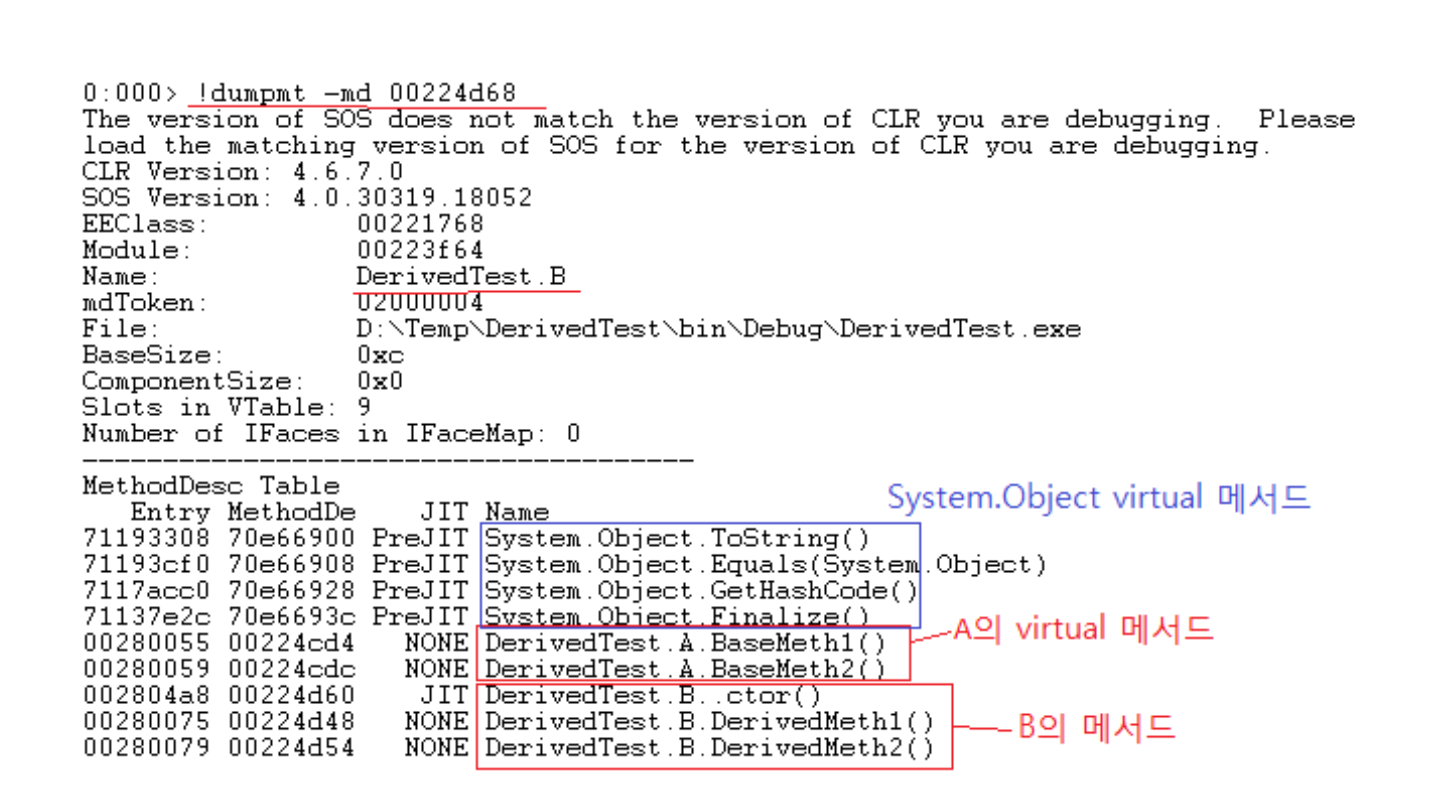 0:000> !dumpmt -md 00224d68
The version of SOS does not match the version of CLR you are debugging.  Please
load the matching version of SOS for the version of CLR you are debugging.
CLR Version: 4.6.7.0
SOS Version: 4.0.30319.18052
EEClass:         00221768
Module:          00223f64
Name:            DerivedTest.B
mdToken:         02000004
File:            D:\Temp\DerivedTest\bin\Debug\DerivedTest.exe
BaseSize:        0xc
ComponentSize:   0x0
Slots in VTable: 9
Number of IFaces in IFaceMap: 0
--------------------------------------
MethodDesc Table
System.Object virtual 메서드
   Entry MethodDe    JIT Name
71193308 70e66900 PreJIT System.Object.ToString()
71193cf0 70e66908 PreJIT System.Object.Equals(System.Object)
7117acc0 70e66928 PreJIT System.Object.GetHashCode()
71137e2c 70e6693c PreJIT System.Object.Finalize()
00280055 00224cd4   NONE DerivedTest.A.BaseMeth1()
A의 virtual 메서드
00280059 00224cdc   NONE DerivedTest.A.BaseMeth2()
002804a8 00224d60    JIT DerivedTest.B..ctor()
00280075 00224d48   NONE DerivedTest.B.DerivedMeth1()
B의 메서드
00280079 00224d54   NONE DerivedTest.B.DerivedMeth2()